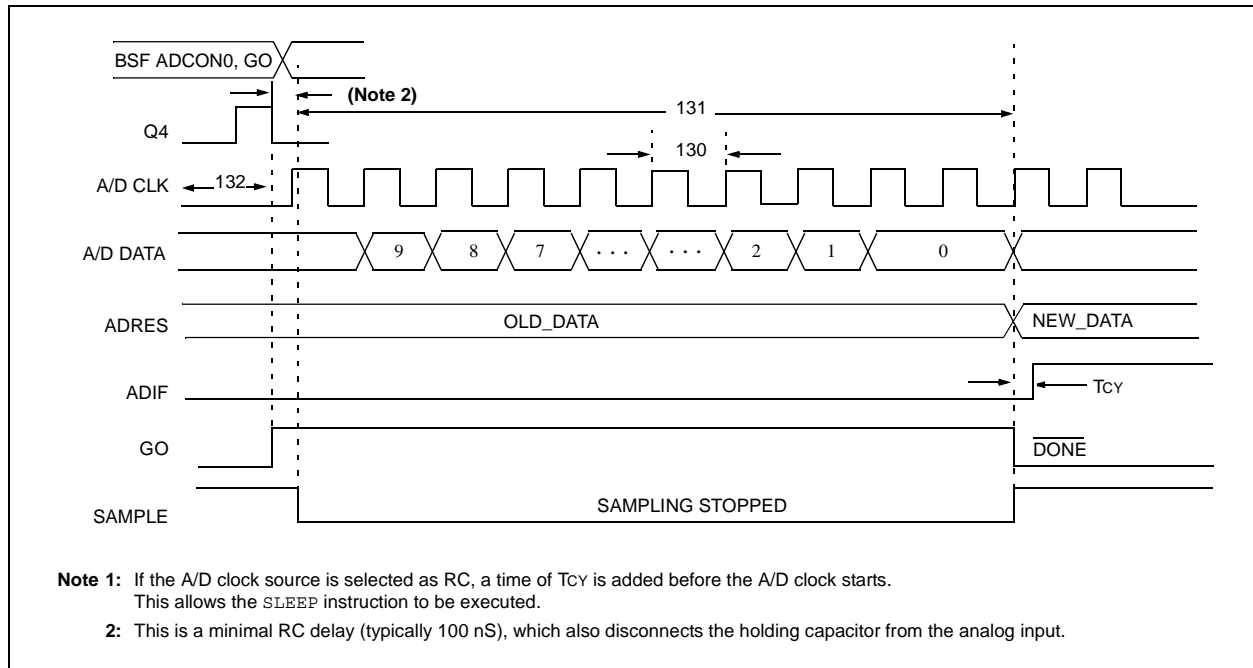 BSF ADCON0, GO
(Note 2)
131
Q4
130
A/D CLK
132
A/D DATA
9 8 7 . . . . . . 2 1 0
ADRES
OLD_DATA
NEW_DATA
ADIF
TCY
GO
DONE
SAMPLE
SAMPLING STOPPED
Note 1: If the A/D clock source is selected as RC, a time of TCY is added before the A/D clock starts.
This allows the SLEEP instruction to be executed.
2: This is a minimal RC delay (typically 100 nS), which also disconnects the holding capacitor from the analog input.